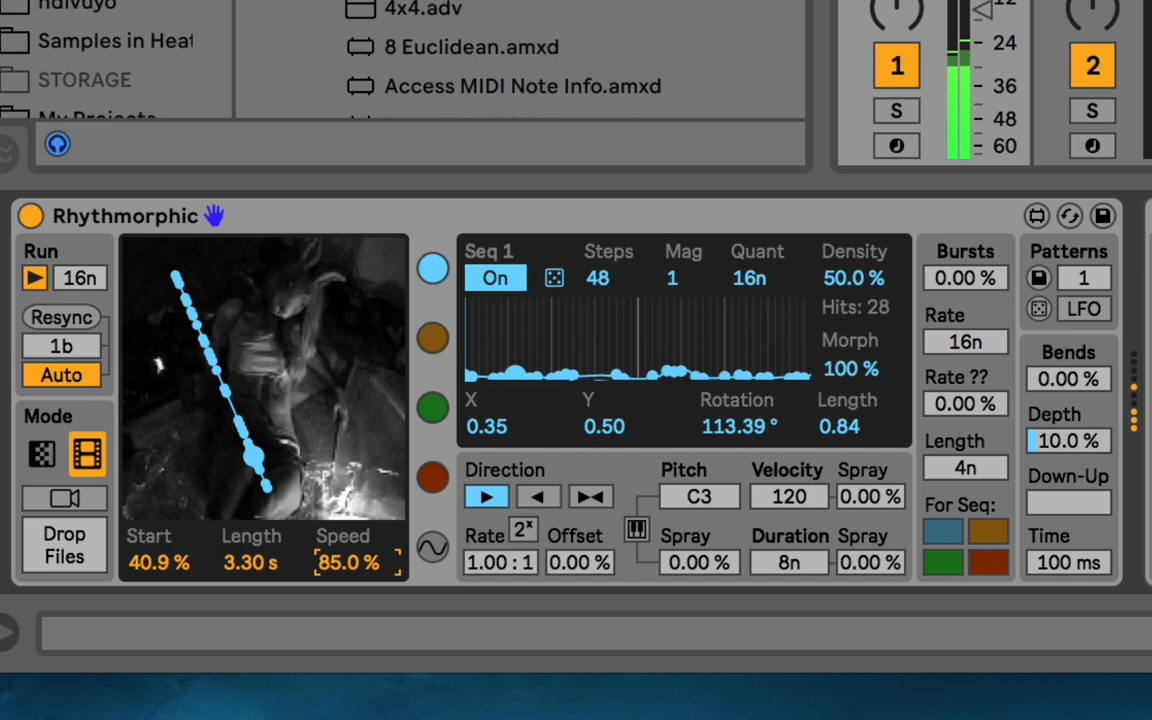 ndivuyo
Samples in Heat
STORAGE
4x4.adv
8 Euclidean.amxd
Access MIDI Note Info.amxd
1
S
12
24
36
48
60
2
S
Rhythmorphic
Run
16n
Resync
1b
Auto
Mode
Drop
Files
Start Length Speed
40.9 % 3.30 s 85.0 %
Seq 1 Steps Mag Quant Density
On 48 1 16n 50.0 %
Hits: 28
Morph
100 %
X Y Rotation Length
0.35 0.50 113.39 ° 0.84
Direction Pitch Velocity Spray
C3 120 0.00 %
Rate 2x Offset Spray Duration Spray
1.00 : 1 0.00 % 0.00 % 8n 0.00 %
Bursts
0.00 %
Rate
16n
Rate ??
0.00 %
Length
4n
For Seq:
Patterns
1
LFO
Bends
0.00 %
Depth
10.0 %
Down-Up
Time
100 ms